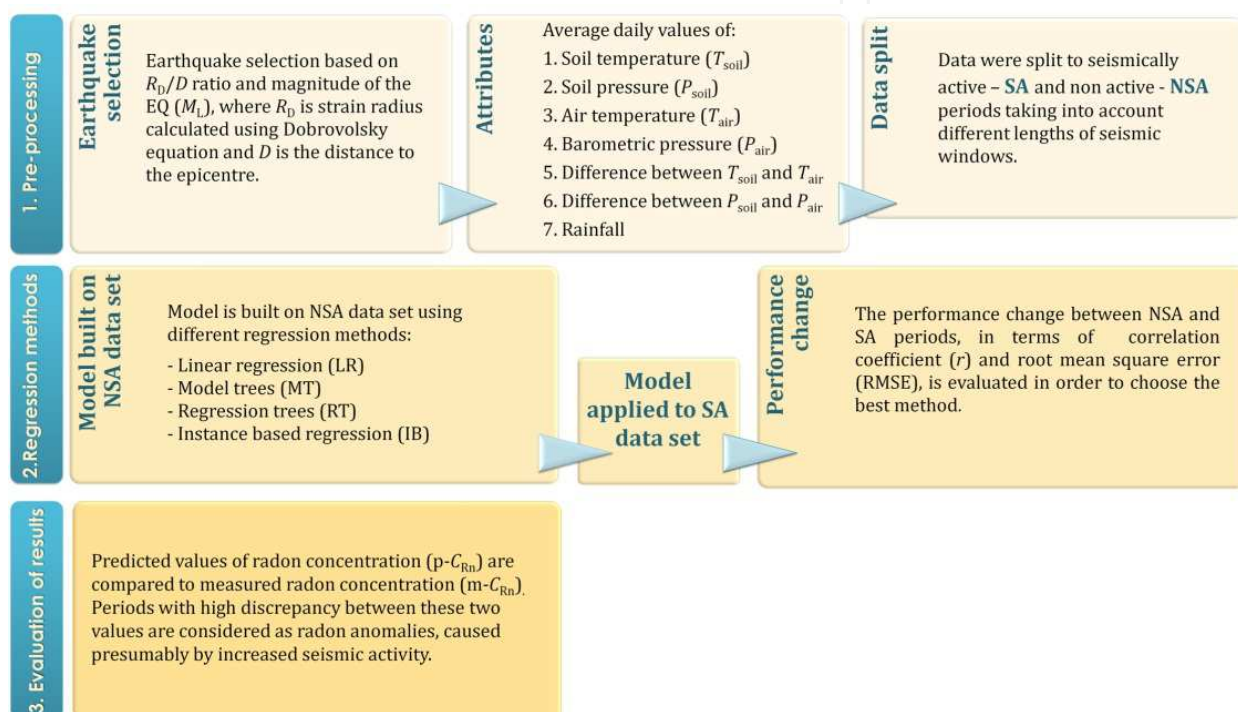 1. Pre-processing
Earthquake
selection
Earthquake selection based on
R_D/D ratio and magnitude of the
EQ (M_L), where R_D is strain radius
calculated using Dobrovolsky
equation and D is the distance to
the epicentre.
Attributes
Average daily values of:
1. Soil temperature (T_soil)
2. Soil pressure (P_soil)
3. Air temperature (T_air)
4. Barometric pressure (P_air)
5. Difference between T_soil and T_air
6. Difference between P_soil and P_air
7. Rainfall
Data split
Data were split to seismically
active – SA and non active - NSA
periods taking into account
different lengths of seismic
windows.
2.Regression methods
Model built on
NSA data set
Model is built on NSA data set using
different regression methods:
- Linear regression (LR)
- Model trees (MT)
- Regression trees (RT)
- Instance based regression (IB)
Model
applied to SA
data set
Performance
change
The performance change between NSA and
SA periods, in terms of correlation
coefficient (r) and root mean square error
(RMSE), is evaluated in order to choose the
best method.
3. Evaluation of results
Predicted values of radon concentration (p-C_Rn) are
compared to measured radon concentration (m-C_Rn).
Periods with high discrepancy between these two
values are considered as radon anomalies, caused
presumably by increased seismic activity.